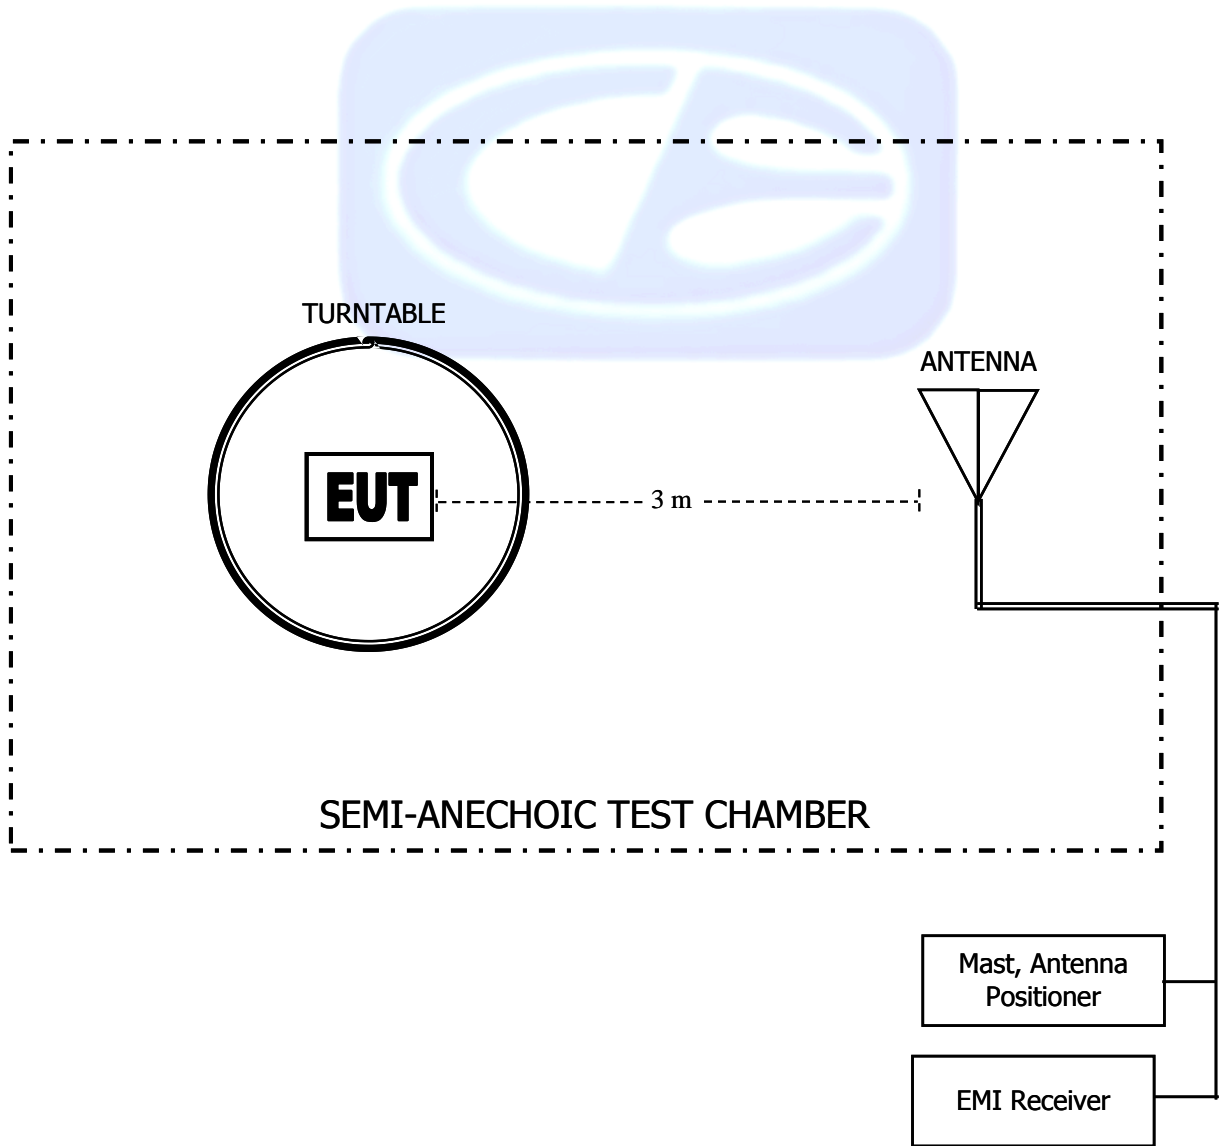 TURNTABLE
ANTENNA
EUT
3 m
SEMI-ANECHOIC TEST CHAMBER
Mast, Antenna
Positioner
EMI Receiver